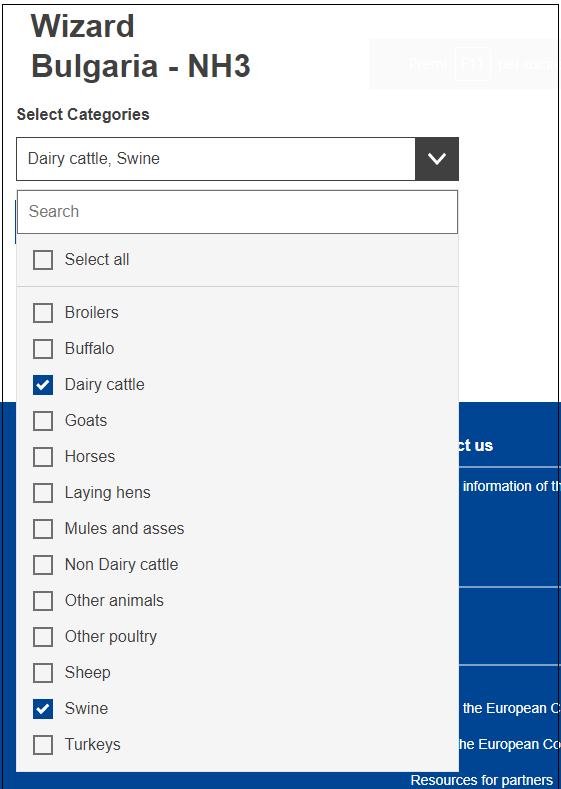 Wizard
Bulgaria - NH3
F11
Select Categories
Dairy cattle, Swine
Search
Select all
Broilers
Buffalo
Dairy cattle
Goats
Horses
Laying hens
Mules and asses
Non Dairy cattle
Other animals
Other poultry
Sheep
Swine
Turkeys
ct us
information of th
the European C
he European Co
Resources for partners